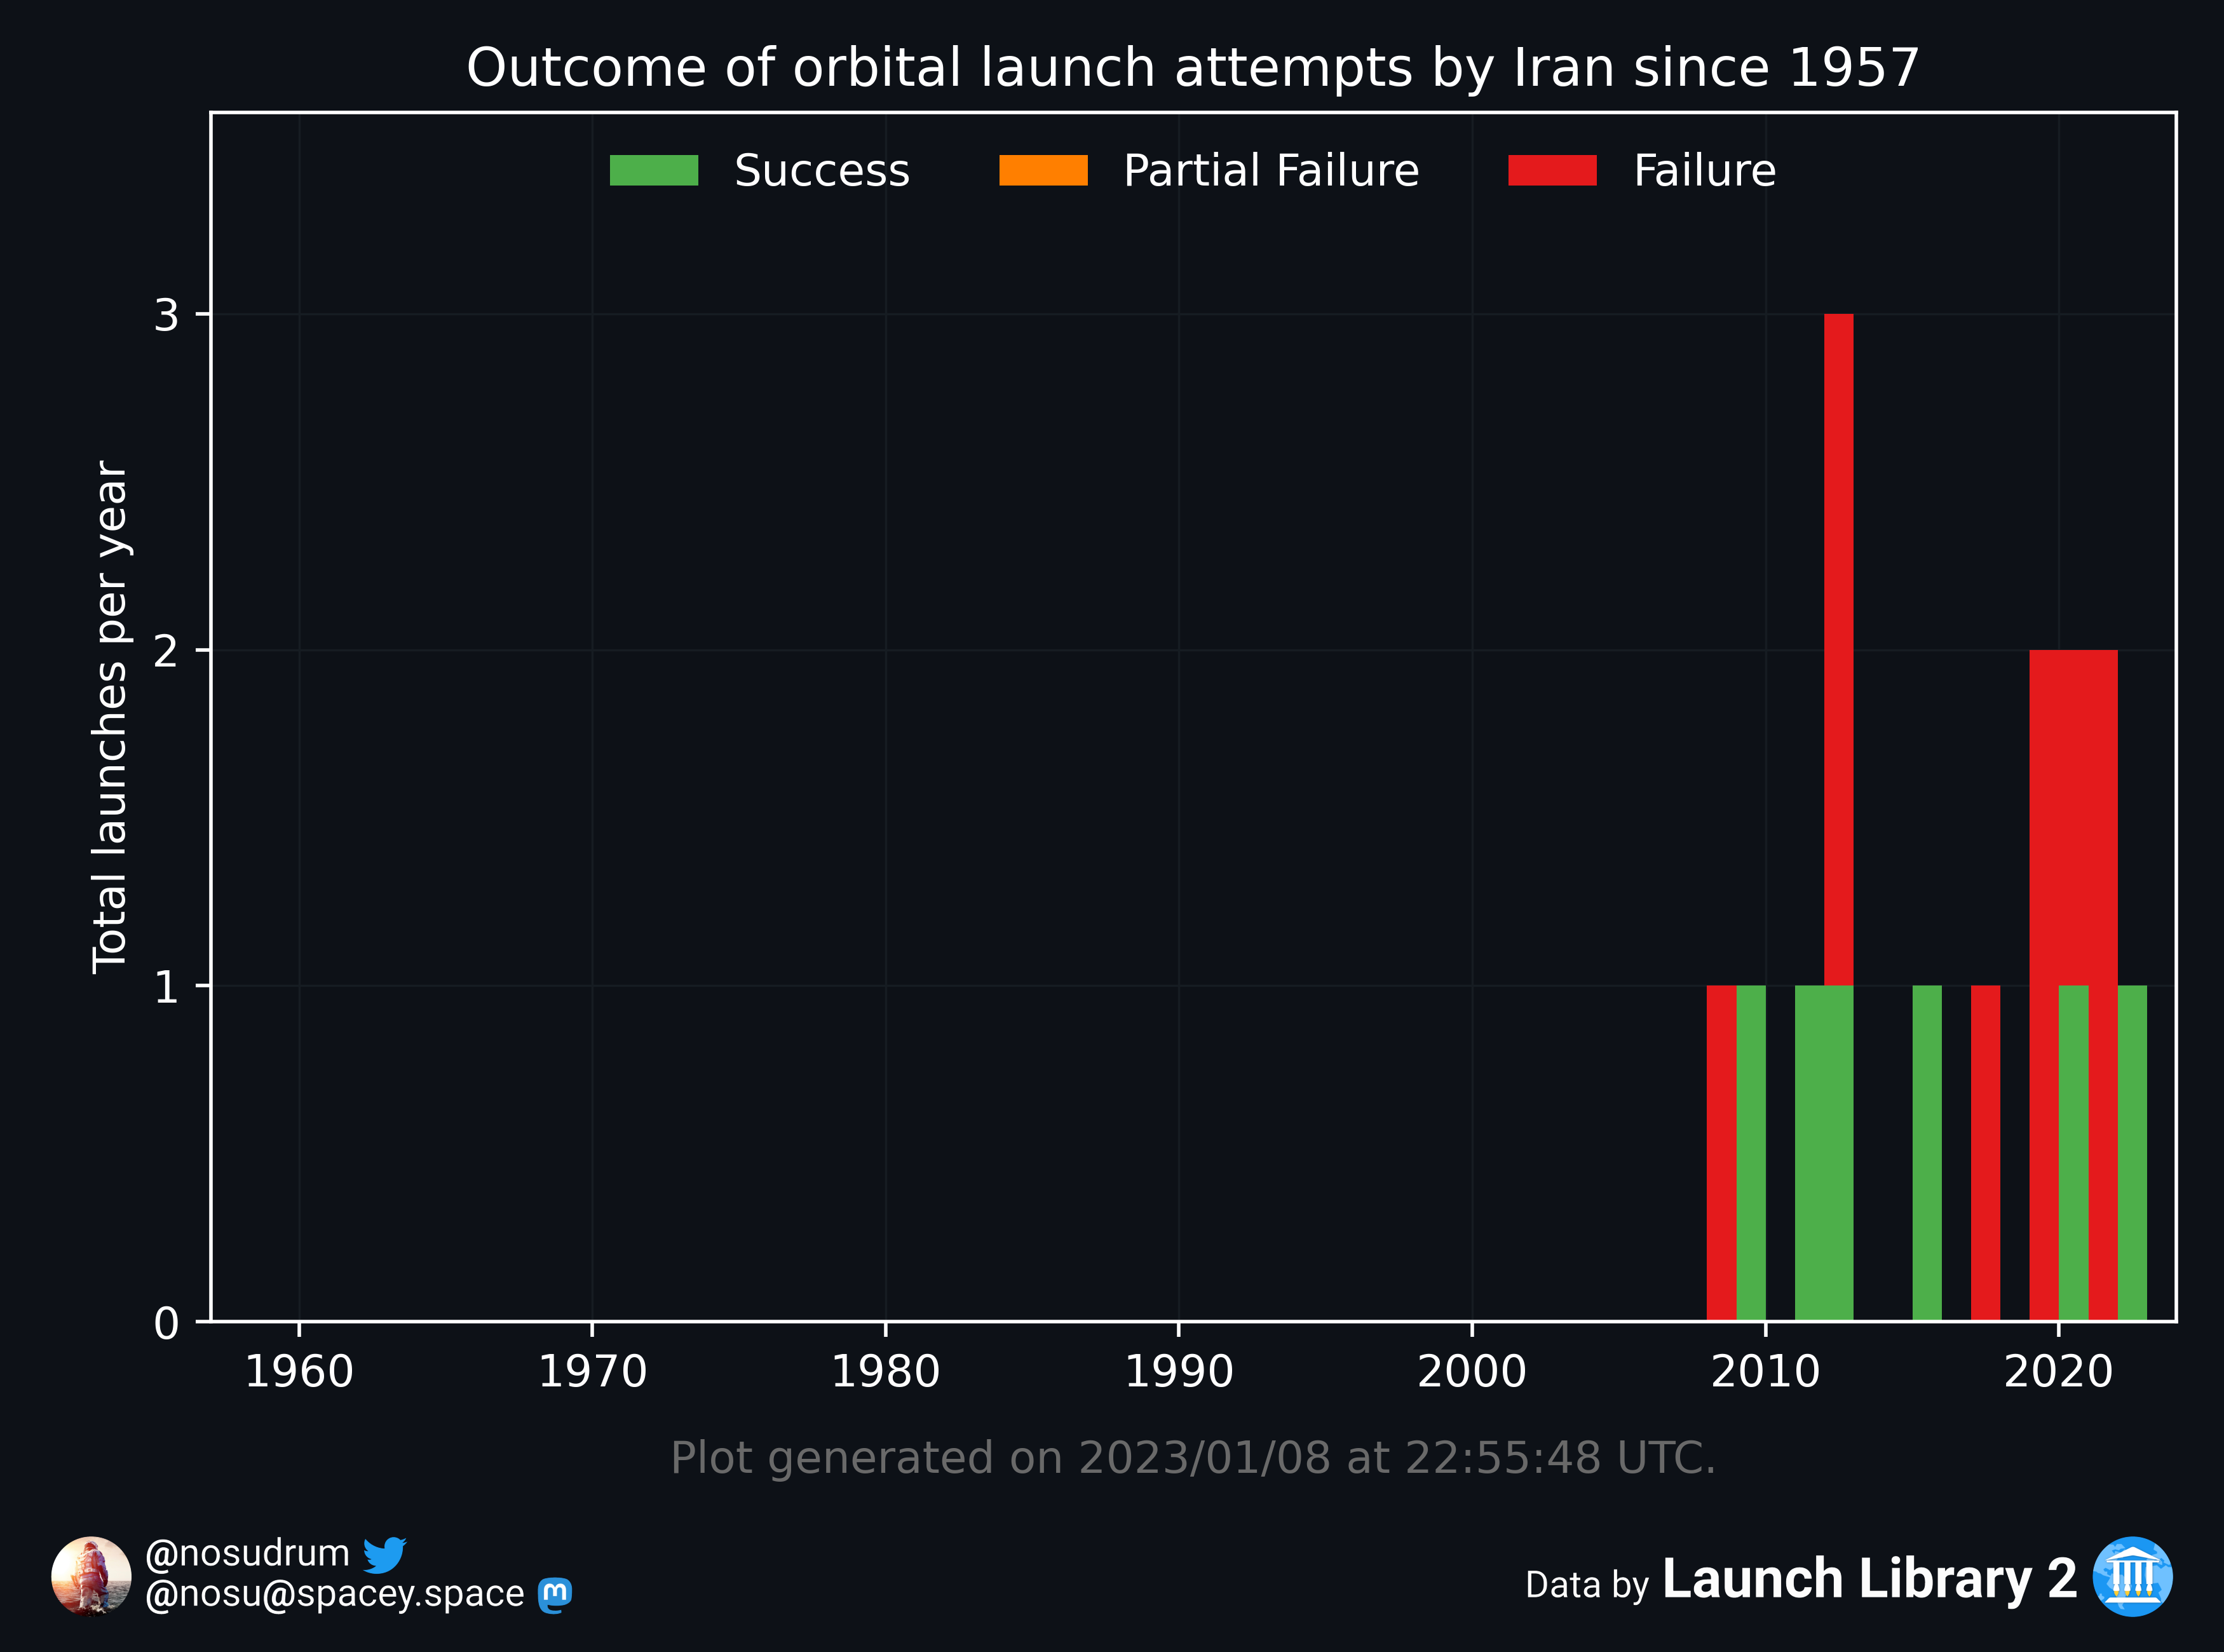 Outcome of orbital launch attempts by Iran since 1957
Success Partial Failure Failure
Total launches per year
3
2
1
0
1960 1970 1980 1990 2000 2010 2020
Plot generated on 2023/01/08 at 22:55:48 UTC.
@nosudrum
@nosu@spacey.space
Data by Launch Library 2